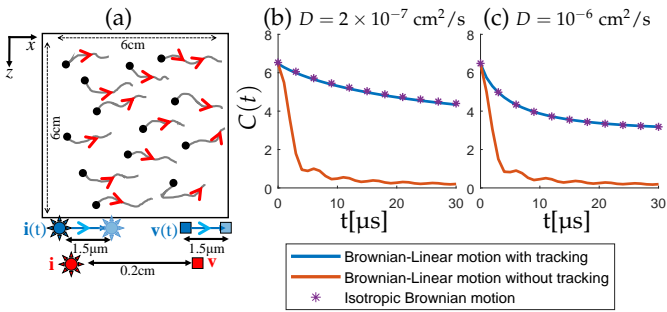 (a)
x
z
6cm
6cm
i(t)
v(t)
1.5μm
1.5μm
i
v
0.2cm
(b) D = 2 × 10⁻⁷ cm²/s
C(t)
8
6
4
2
0
0 10 20 30
t[μs]
(c) D = 10⁻⁶ cm²/s
8
6
4
2
0
0 10 20 30
t[μs]
Brownian-Linear motion with tracking
Brownian-Linear motion without tracking
Isotropic Brownian motion